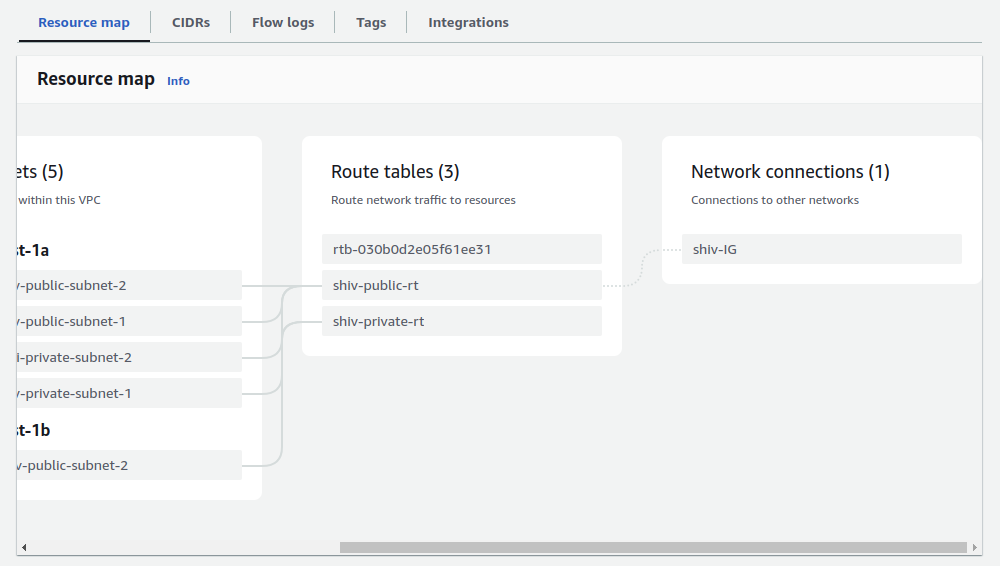 Resource map CIDRs Flow logs Tags Integrations
Resource map Info
ets (5)
within this VPC
st-1a
v-public-subnet-2
v-public-subnet-1
i-private-subnet-2
v-private-subnet-1
st-1b
v-public-subnet-2
Route tables (3)
Route network traffic to resources
rtb-030b0d2e05f61ee31
shiv-public-rt
shiv-private-rt
Network connections (1)
Connections to other networks
shiv-IG